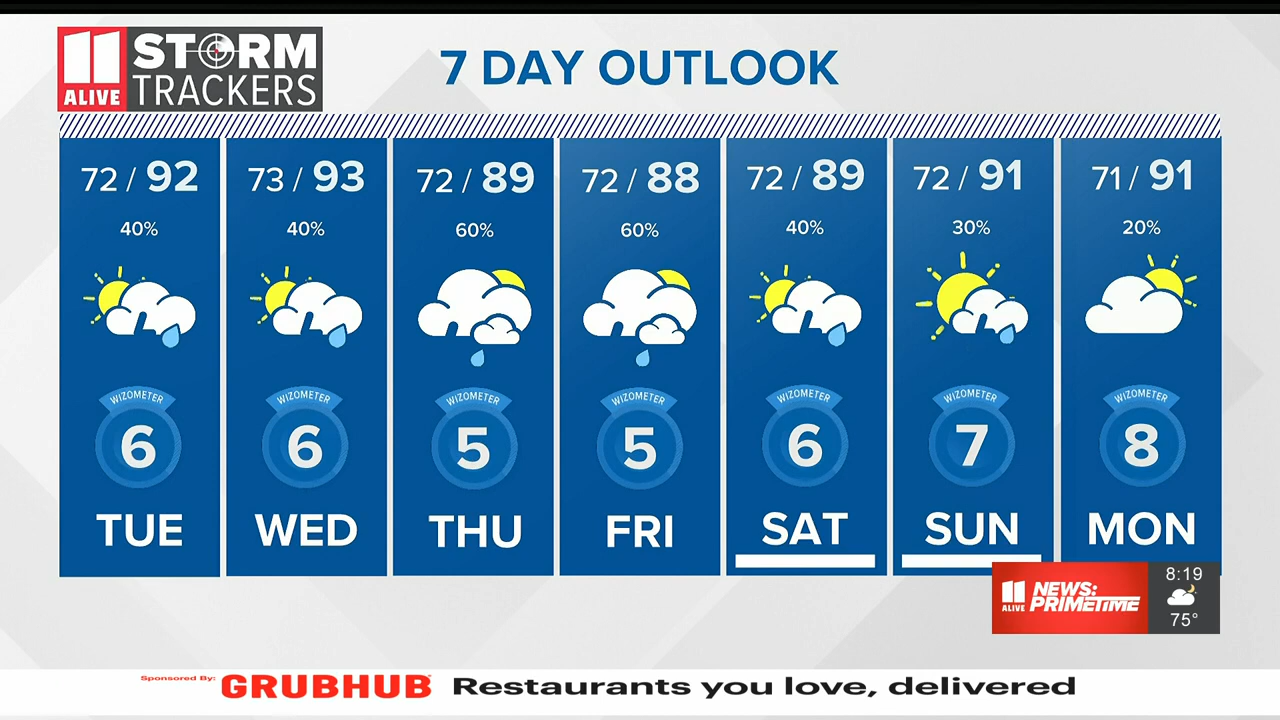 11 ALIVE
STORM TRACKERS
7 DAY OUTLOOK
72 / 92
40%
WIZOMETER
6
TUE
73 / 93
40%
WIZOMETER
6
WED
72 / 89
60%
WIZOMETER
5
THU
72 / 88
60%
WIZOMETER
5
FRI
72 / 89
40%
WIZOMETER
6
SAT
72 / 91
30%
WIZOMETER
7
SUN
71 / 91
20%
WIZOMETER
8
MON
11 ALIVE
NEWS:
PRIMETIME
8:19
75°
Sponsored By: GRUBHUB Restaurants you love, delivered